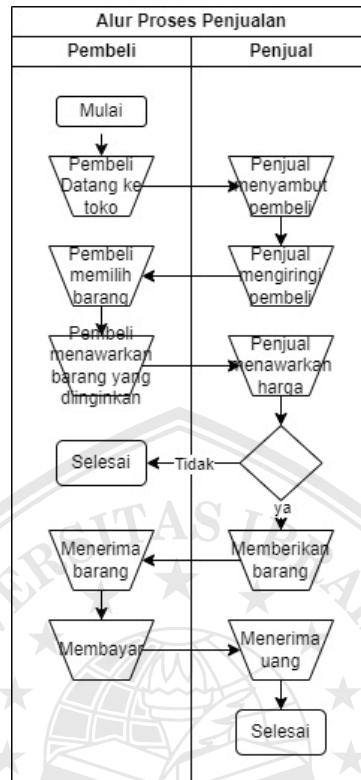 Alur Proses Penjualan
Pembeli
Penjual
Mulai
Pembeli
Datang ke
toko
Penjual
menyambut
pembeli
Pembeli
memilih
barang
Penjual
mengiringi
pembeli
Pembeli
menawarkan
barang yang
diinginkan
Penjual
menawarkan
harga
Selesai
Tidak
ya
Menerima
barang
Memberikan
barang
Membayar
Menerima
uang
Selesai